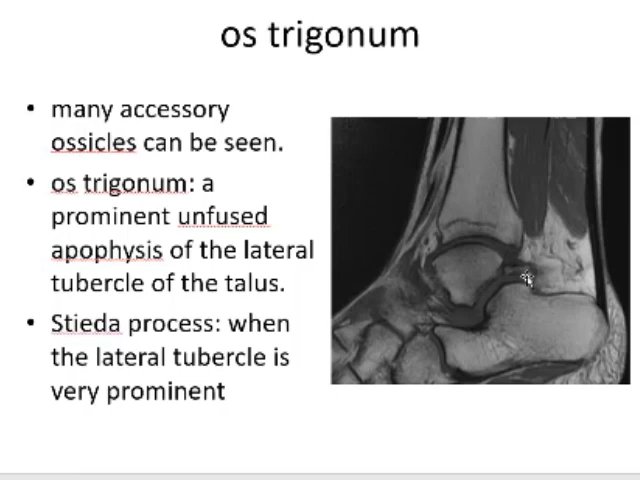 os trigonum
• many accessory
ossicles can be seen.
• os trigonum: a
prominent unfused
apophysis of the lateral
tubercle of the talus.
• Stieda process: when
the lateral tubercle is
very prominent